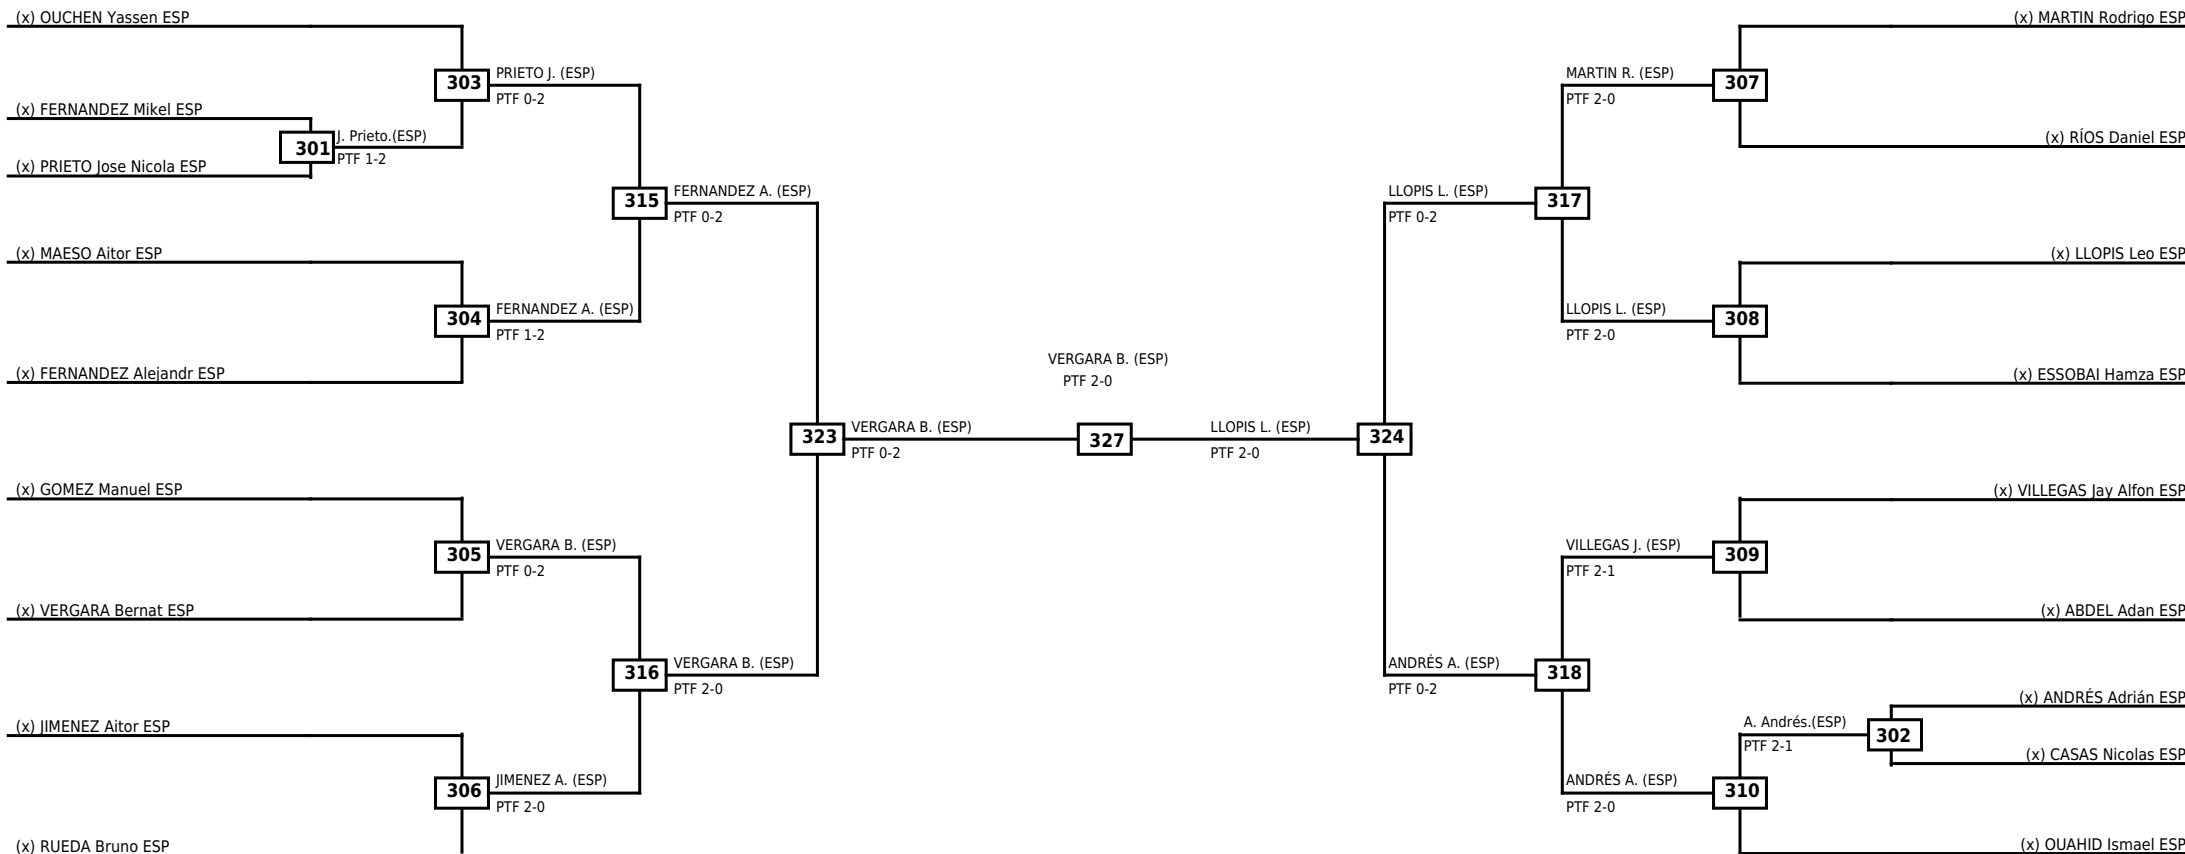 (x) OUCHEN Yassen ESP
(x) MARTIN Rodrigo ESP
303
PRIETO J. (ESP)
PTF 0-2
MARTIN R. (ESP)
PTF 2-0
307
(x) FERNANDEZ Mikel ESP
301
J. Prieto.(ESP)
PTF 1-2
(x) PRIETO Jose Nicola ESP
(x) RÍOS Daniel ESP
315
FERNANDEZ A. (ESP)
PTF 0-2
LLOPIS L. (ESP)
PTF 0-2
317
(x) MAESO Aitor ESP
(x) LLOPIS Leo ESP
304
FERNANDEZ A. (ESP)
PTF 1-2
LLOPIS L. (ESP)
PTF 2-0
308
(x) FERNANDEZ Alejandr ESP
(x) ESSOBAI Hamza ESP
VERGARA B. (ESP)
PTF 2-0
323
VERGARA B. (ESP)
PTF 0-2
327
LLOPIS L. (ESP)
PTF 2-0
324
(x) GOMEZ Manuel ESP
(x) VILLEGAS Jay Alfon ESP
305
VERGARA B. (ESP)
PTF 0-2
VILLEGAS J. (ESP)
PTF 2-1
309
(x) VERGARA Bernat ESP
(x) ABDEL Adan ESP
316
VERGARA B. (ESP)
PTF 2-0
ANDRÉS A. (ESP)
PTF 0-2
318
(x) JIMENEZ Aitor ESP
(x) ANDRÉS Adrián ESP
A. Andrés.(ESP)
PTF 2-1
302
(x) CASAS Nicolas ESP
306
JIMENEZ A. (ESP)
PTF 2-0
ANDRÉS A. (ESP)
PTF 2-0
310
(x) RUEDA Bruno ESP
(x) OUAHID Ismael ESP